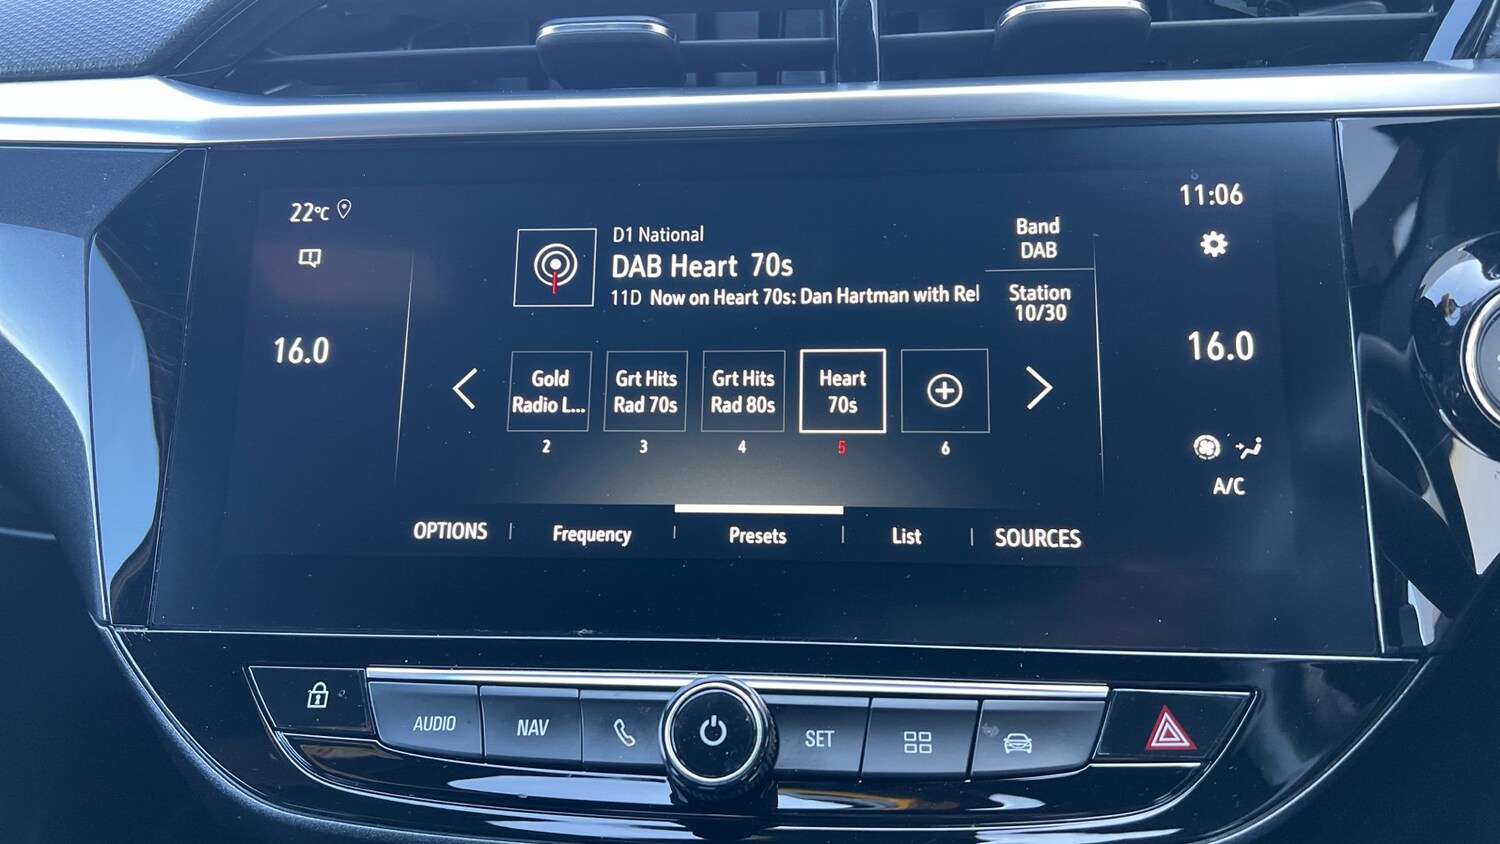 22°C
11:06
D1 National
DAB Heart 70s
11D Now on Heart 70s: Dan Hartman with Rel
Band
DAB
Station
10/30
16.0
16.0
Gold
Radio L...
Grt Hits
Rad 70s
Grt Hits
Rad 80s
Heart
70s
2
3
4
5
6
A/C
OPTIONS
Frequency
Presets
List
SOURCES
AUDIO
NAV
SET